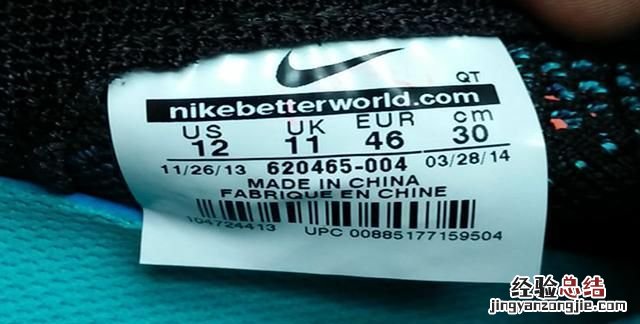 QT
nikebetterworld.com
US UK EUR cm
12 11 46 30
11/26/13 620465-004 03/28/14
MADE IN CHINA
FABRIQUE EN CHINE
104724413 UPC 00885177159504
经验总结
jingyanzongjie.com